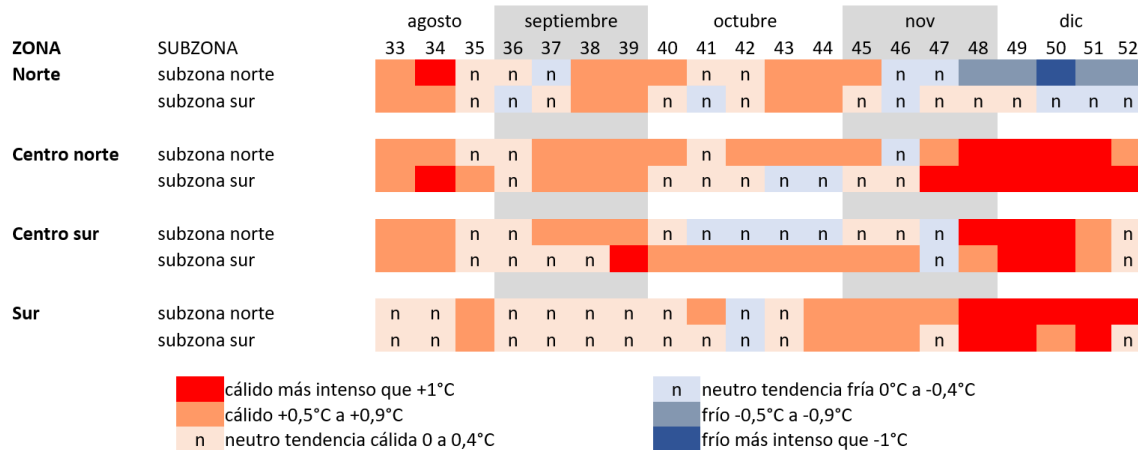 agosto septiembre octubre nov dic
ZONA SUBZONA 33 34 35 36 37 38 39 40 41 42 43 44 45 46 47 48 49 50 51 52
Norte subzona norte n n n n n n n
subzona sur n n n n n n n n n n n n n n
Centro norte subzona norte n n n n
subzona sur n n n n n n n n
Centro sur subzona norte n n n n n n n n n n n
subzona sur n n n n n n
Sur subzona norte n n n n n n n n n
subzona sur n n n n n n n n n n n n
cálido más intenso que +1°C n neutro tendencia fría 0°C a -0,4°C
cálido +0,5°C a +0,9°C frío -0,5°C a -0,9°C
n neutro tendencia cálida 0 a 0,4°C frío más intenso que -1°C